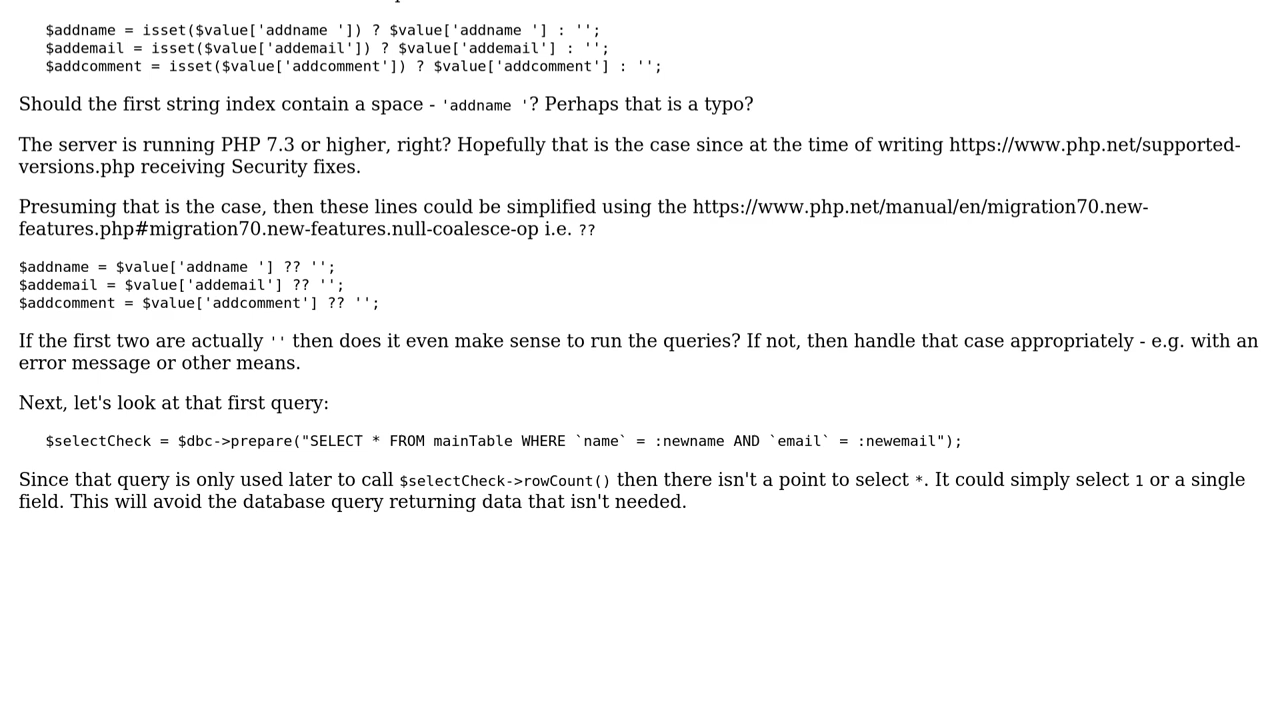 $addname = isset($value['addname ']) ? $value['addname '] : '';
$addemail = isset($value['addemail']) ? $value['addemail'] : '';
$addcomment = isset($value['addcomment']) ? $value['addcomment'] : '';
Should the first string index contain a space - 'addname '? Perhaps that is a typo?
The server is running PHP 7.3 or higher, right? Hopefully that is the case since at the time of writing https://www.php.net/supported-
versions.php receiving Security fixes.
Presuming that is the case, then these lines could be simplified using the https://www.php.net/manual/en/migration70.new-
features.php#migration70.new-features.null-coalesce-op i.e. ??
$addname = $value['addname '] ?? '';
$addemail = $value['addemail'] ?? '';
$addcomment = $value['addcomment'] ?? '';
If the first two are actually '' then does it even make sense to run the queries? If not, then handle that case appropriately - e.g. with an
error message or other means.
Next, let's look at that first query:
$selectCheck = $dbc->prepare("SELECT * FROM mainTable WHERE `name` = :newname AND `email` = :newemail");
Since that query is only used later to call $selectCheck->rowCount() then there isn't a point to select *. It could simply select 1 or a single
field. This will avoid the database query returning data that isn't needed.